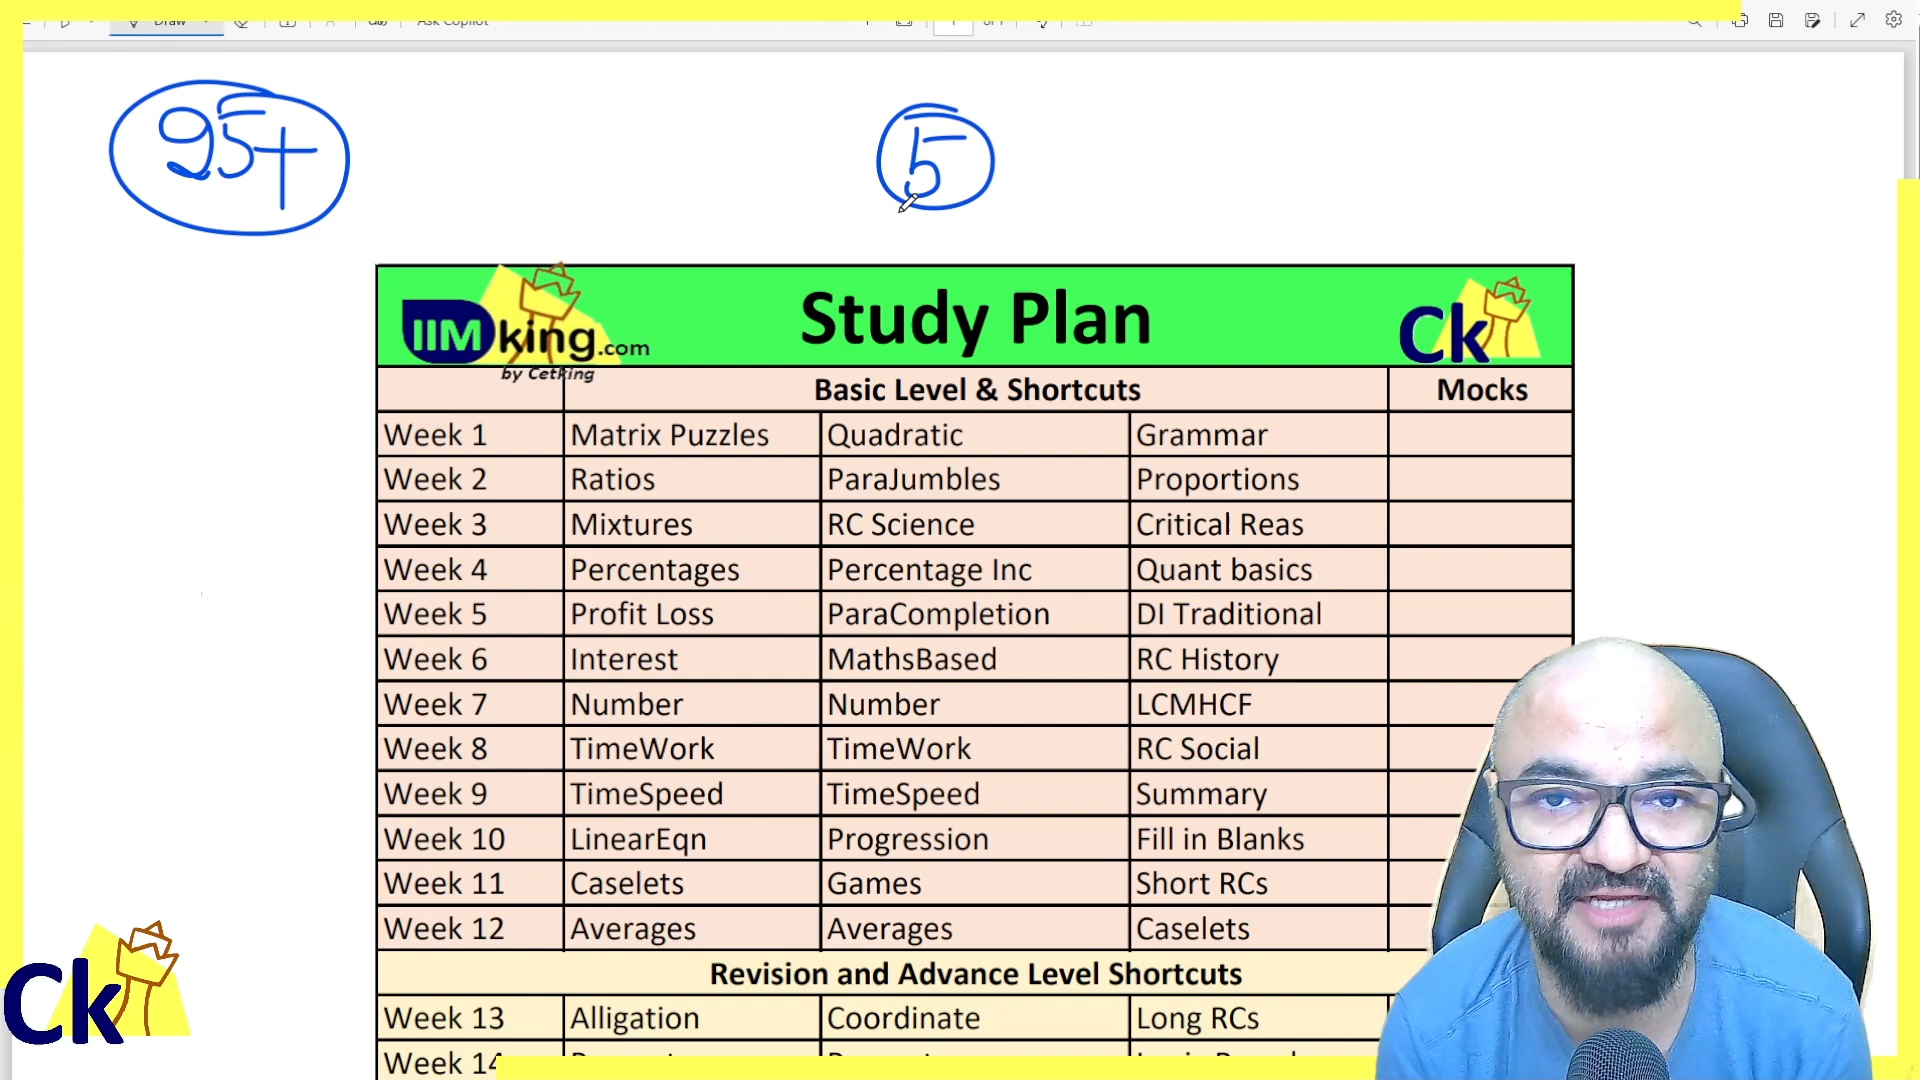 Draw
Ask Copilot
95+
5
IIMking.com
by Cetking
Study Plan
Ck
Basic Level & Shortcuts Mocks
Week 1 Matrix Puzzles Quadratic Grammar
Week 2 Ratios ParaJumbles Proportions
Week 3 Mixtures RC Science Critical Reas
Week 4 Percentages Percentage Inc Quant basics
Week 5 Profit Loss ParaCompletion DI Traditional
Week 6 Interest MathsBased RC History
Week 7 Number Number LCMHCF
Week 8 TimeWork TimeWork RC Social
Week 9 TimeSpeed TimeSpeed Summary
Week 10 LinearEqn Progression Fill in Blanks
Week 11 Caselets Games Short RCs
Week 12 Averages Averages Caselets
Revision and Advance Level Shortcuts
Week 13 Alligation Coordinate Long RCs
Week 14
Ck